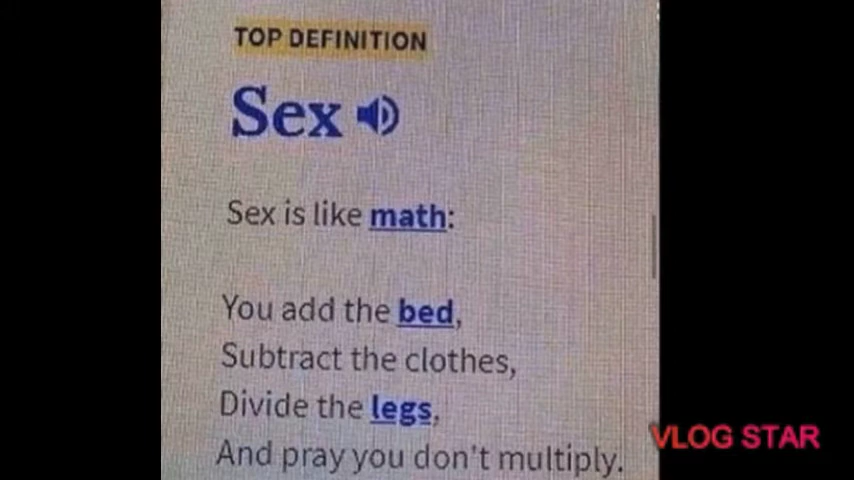 TOP DEFINITION
Sex
Sex is like math:
You add the bed,
Subtract the clothes,
Divide the legs,
And pray you don't multiply.
VLOG STAR